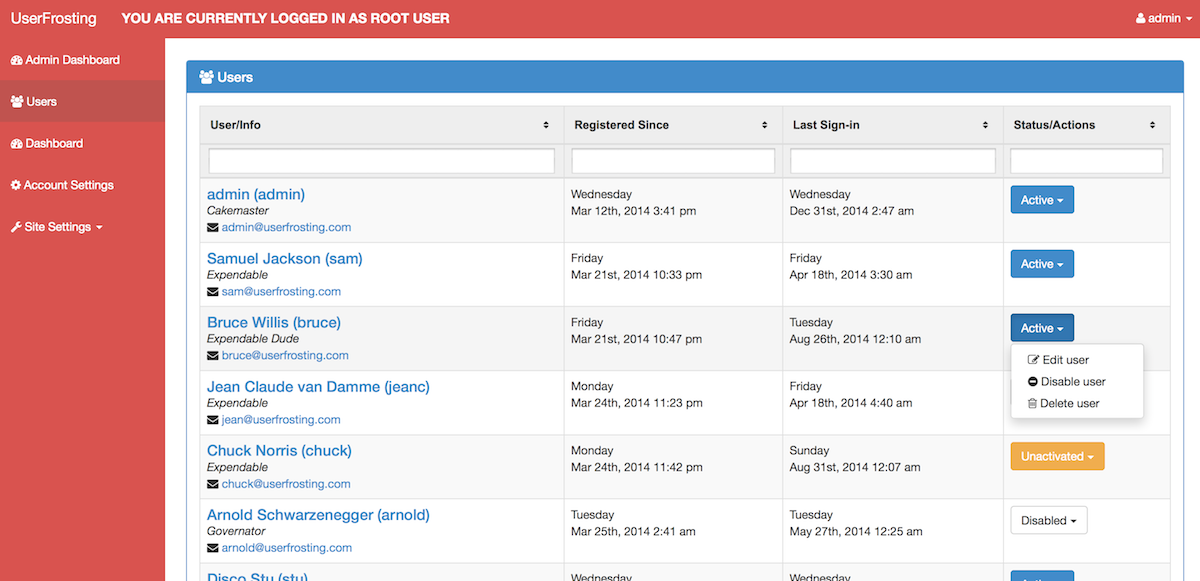 UserFrosting YOU ARE CURRENTLY LOGGED IN AS ROOT USER admin
Admin Dashboard
Users
Dashboard
Account Settings
Site Settings
Users
User/Info Registered Since Last Sign-in Status/Actions
admin (admin)
Cakemaster
admin@userfrosting.com
Wednesday
Mar 12th, 2014 3:41 pm
Wednesday
Dec 31st, 2014 2:47 am
Active
Samuel Jackson (sam)
Expendable
sam@userfrosting.com
Friday
Mar 21st, 2014 10:33 pm
Friday
Apr 18th, 2014 3:30 am
Active
Bruce Willis (bruce)
Expendable Dude
bruce@userfrosting.com
Friday
Mar 21st, 2014 10:47 pm
Tuesday
Aug 26th, 2014 12:10 am
Active
Edit user
Disable user
Delete user
Jean Claude van Damme (jeanc)
Expendable
jean@userfrosting.com
Monday
Mar 24th, 2014 11:23 pm
Friday
Apr 18th, 2014 4:40 am
Chuck Norris (chuck)
Expendable
chuck@userfrosting.com
Monday
Mar 24th, 2014 11:42 pm
Sunday
Aug 31st, 2014 12:07 am
Unactivated
Arnold Schwarzenegger (arnold)
Governator
arnold@userfrosting.com
Tuesday
Mar 25th, 2014 2:41 am
Tuesday
May 27th, 2014 12:25 am
Disabled
Disco Stu (stu)
Wednesday
Wednesday
Active